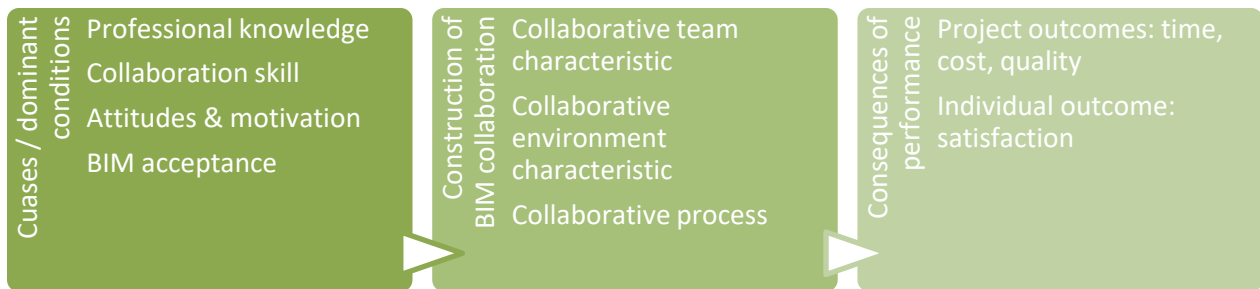 Cuases / dominant
conditions
Professional knowledge
Collaboration skill
Attitudes & motivation
BIM acceptance
Construction of
BIM collaboration
Collaborative team
characteristic
Collaborative
environment
characteristic
Collaborative process
Consequences of
performance
Project outcomes: time,
cost, quality
Individual outcome:
satisfaction